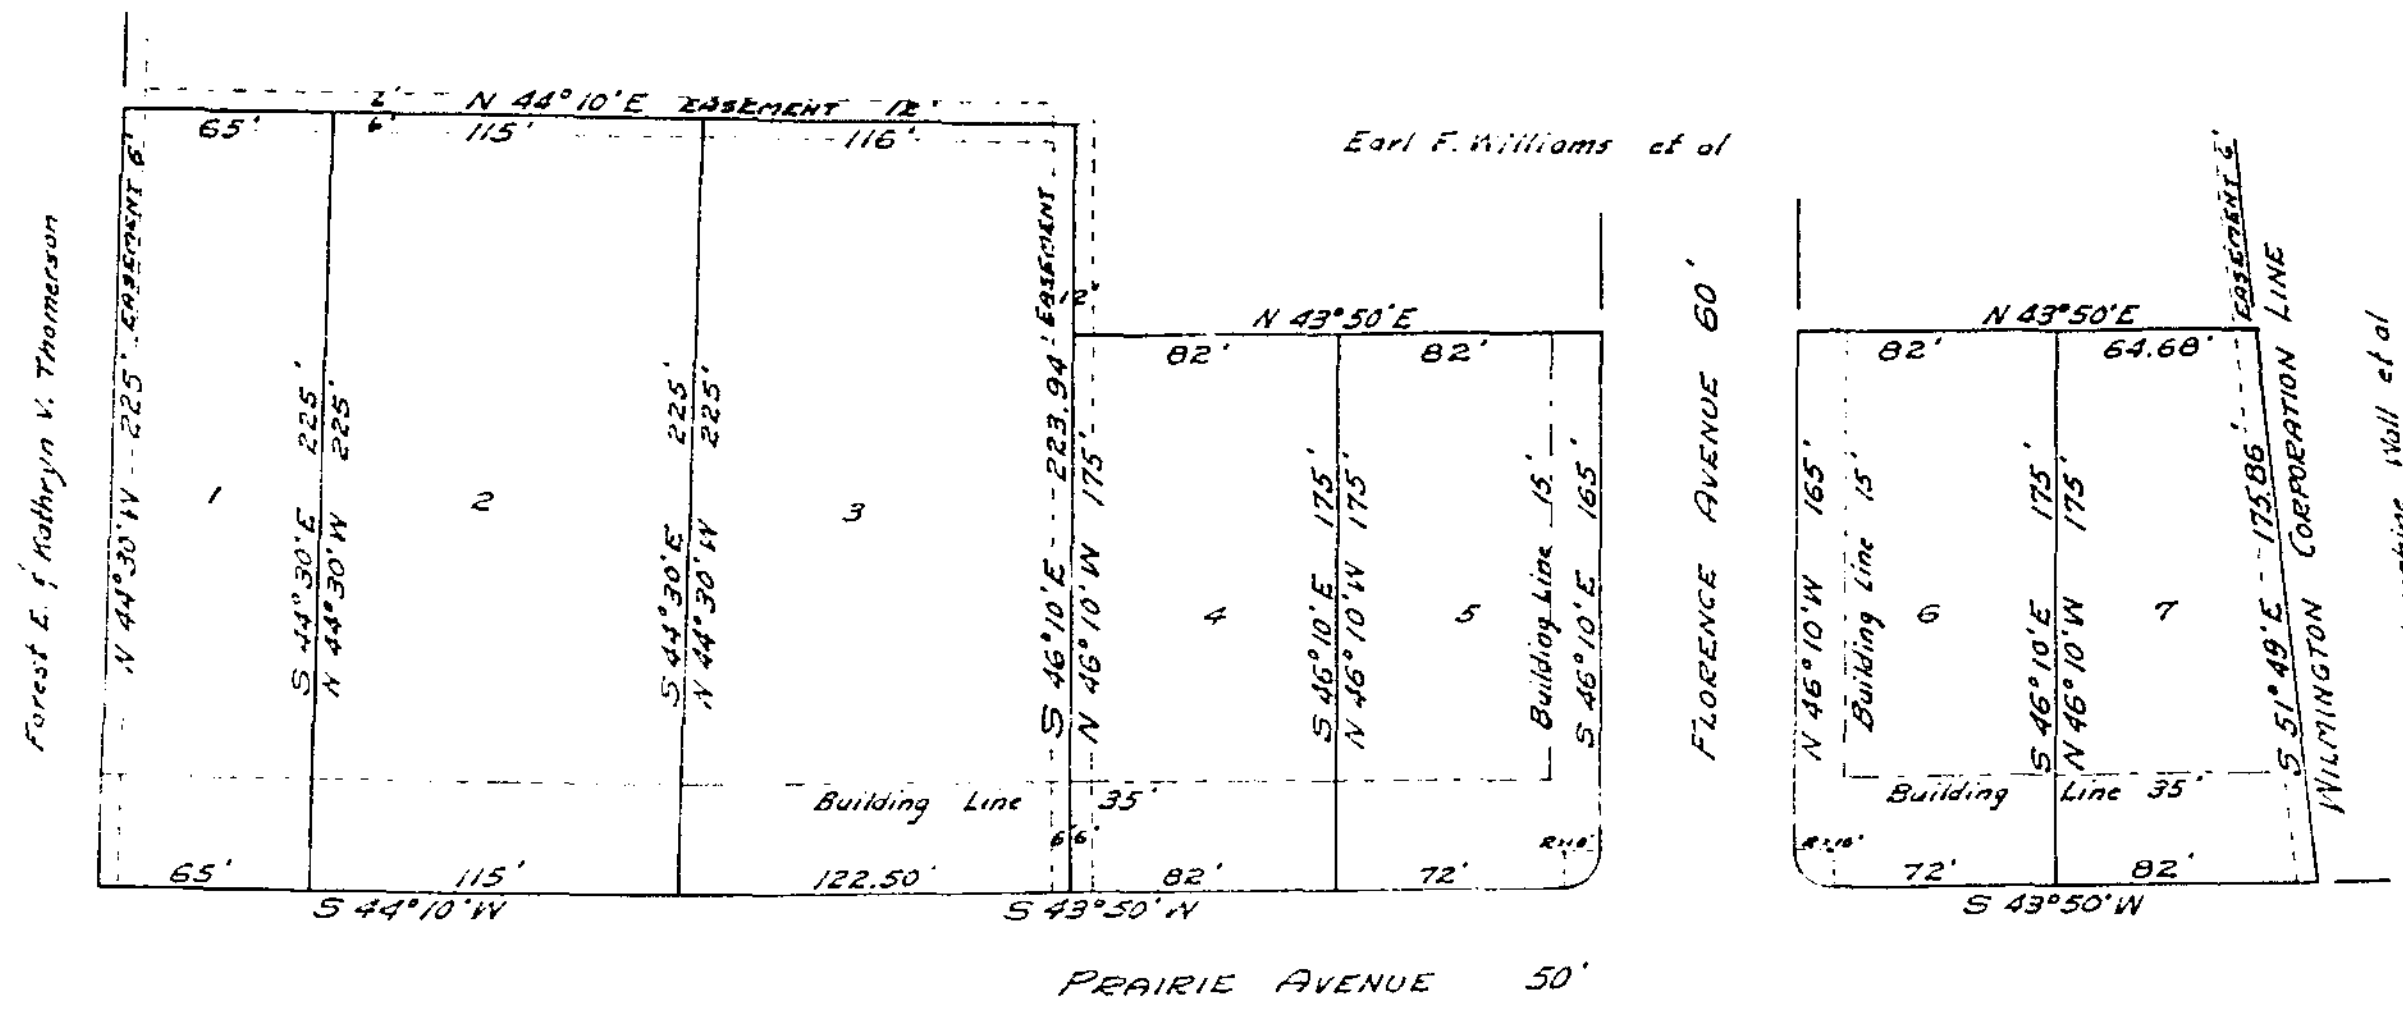 2'
N 44°10'E EASEMENT 12'
65'
6'
115'
116'
Earl F. Williams et al
EASEMENT 6'
N 44°30'W 225' EASEMENT 6'
Forest E. & Kathryn V. Thomerson
S 44°30'E 225'
N 44°30'W 225'
S 44°30'E 225'
N 44°30'W 225'
S 46°10'E 223.94' EASEMENT
12'
N 46°10'W 175'
N 43°50'E
82'
82'
S 46°10'E 175'
N 46°10'W 175'
Building Line 15'
S 46°10'E 165'
FLORENCE AVENUE 60'
N 43°50'E
82'
64.68'
N 46°10'W 165'
Building Line 15'
S 46°10'E 175'
N 46°10'W 175'
S 51°49'E 175.86'
WILMINGTON CORPORATION LINE
Wall et al
1
2
3
4
5
6
7
Building Line 35'
Building Line 35'
6' 6'
R=10'
R=10'
65'
115'
122.50'
82'
72'
72'
82'
S 44°10'W
S 43°50'W
S 43°50'W
PRAIRIE AVENUE 50'